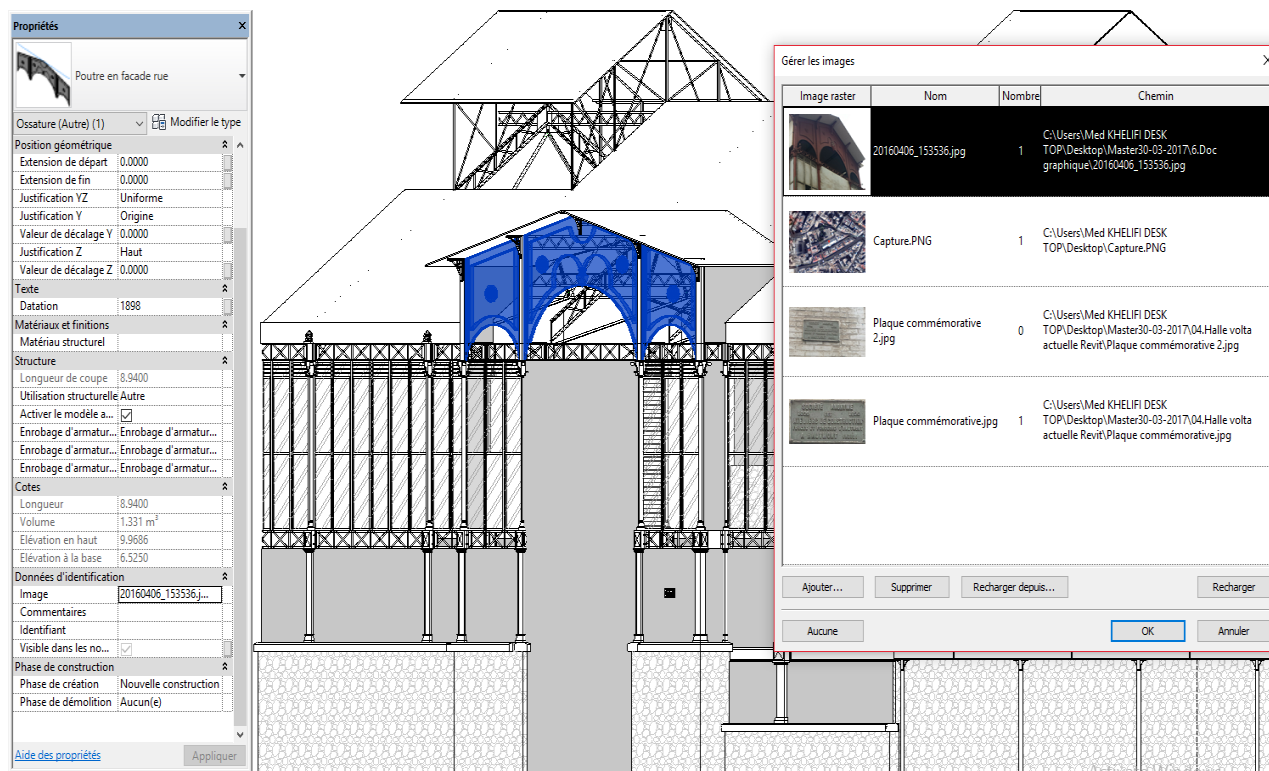 Propriétés
Poutre en facade rue
Ossature (Autre) (1)
Modifier le type
Position géométrique
Extension de départ 0.0000
Extension de fin 0.0000
Justification YZ Uniforme
Justification Y Origine
Valeur de décalage Y 0.0000
Justification Z Haut
Valeur de décalage Z 0.0000
Texte
Datation 1898
Matériaux et finitions
Matériau structurel
Structure
Longueur de coupe 8.9400
Utilisation structurelle Autre
Activer le modèle a...
Enrobage d'armatur... Enrobage d'armatur...
Enrobage d'armatur... Enrobage d'armatur...
Enrobage d'armatur... Enrobage d'armatur...
Cotes
Longueur 8.9400
Volume 1.331 m³
Elévation en haut 9.9686
Elévation à la base 6.5250
Données d'identification
Image 20160406_153536.j...
Commentaires
Identifiant
Visible dans les no...
Phase de construction
Phase de création Nouvelle construction
Phase de démolition Aucun(e)
Aide des propriétés
Appliquer
Gérer les images
Image raster Nom Nombre Chemin
20160406_153536.jpg 1 C:\Users\Med KHELIFI DESK
TOP\Desktop\Master30-03-2017\6.Doc
graphique\20160406_153536.jpg
Capture.PNG 1 C:\Users\Med KHELIFI DESK
TOP\Desktop\Capture.PNG
Plaque commémorative
2.jpg
0
C:\Users\Med KHELIFI DESK
TOP\Desktop\Master30-03-2017\04.Halle volta
actuelle Revit\Plaque commémorative 2.jpg
Plaque commémorative.jpg 1 C:\Users\Med KHELIFI DESK
TOP\Desktop\Master30-03-2017\04.Halle volta
actuelle Revit\Plaque commémorative.jpg
Ajouter... Supprimer Recharger depuis... Recharger
Aucune OK Annuler